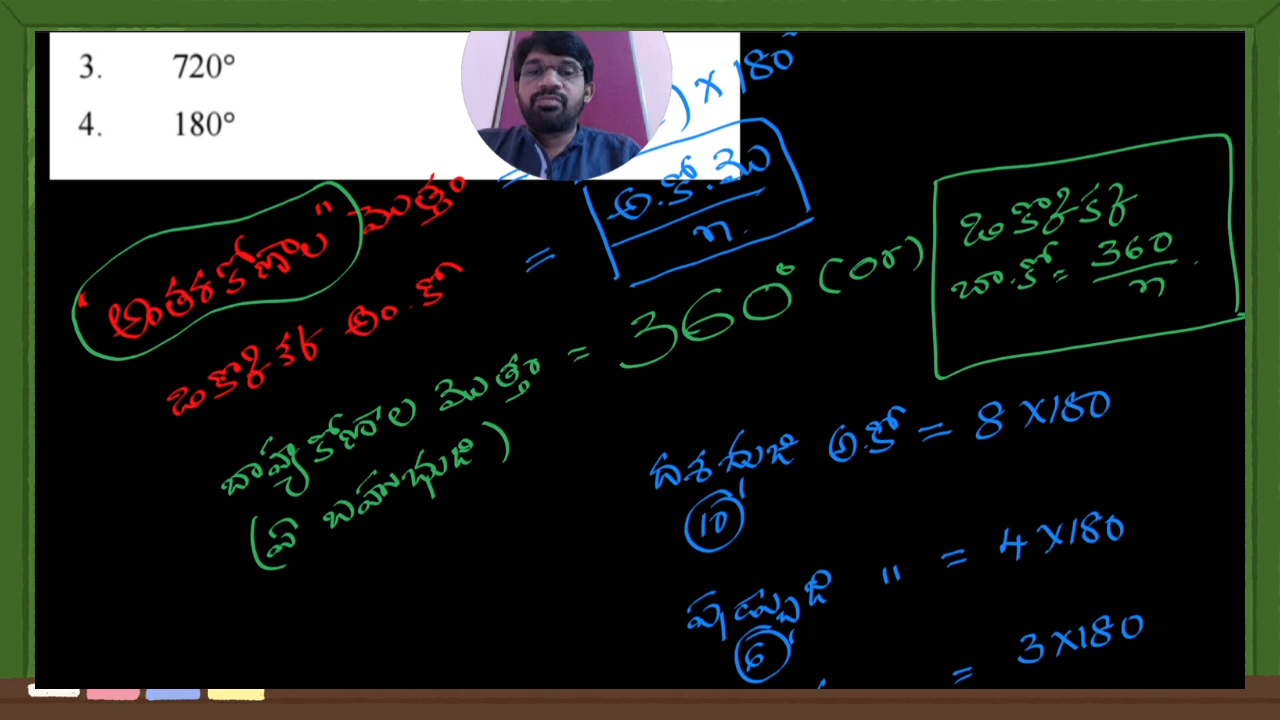 3. 720°
4. 180°
) × 180°
"అంతరకోణాల" మొత్తం =
ఒకొక్క అం.కో = అ.కో.మొ / n.
బాహ్యకోణాల మొత్తం = 360° (or)
(ఏ బహుభుజి)
ఒకొక్క
బా.కో = 360 / n.
దశభుజి అ.కో = 8 × 180
10
షడ్భుజి " = 4 × 180
6
= 3 × 180